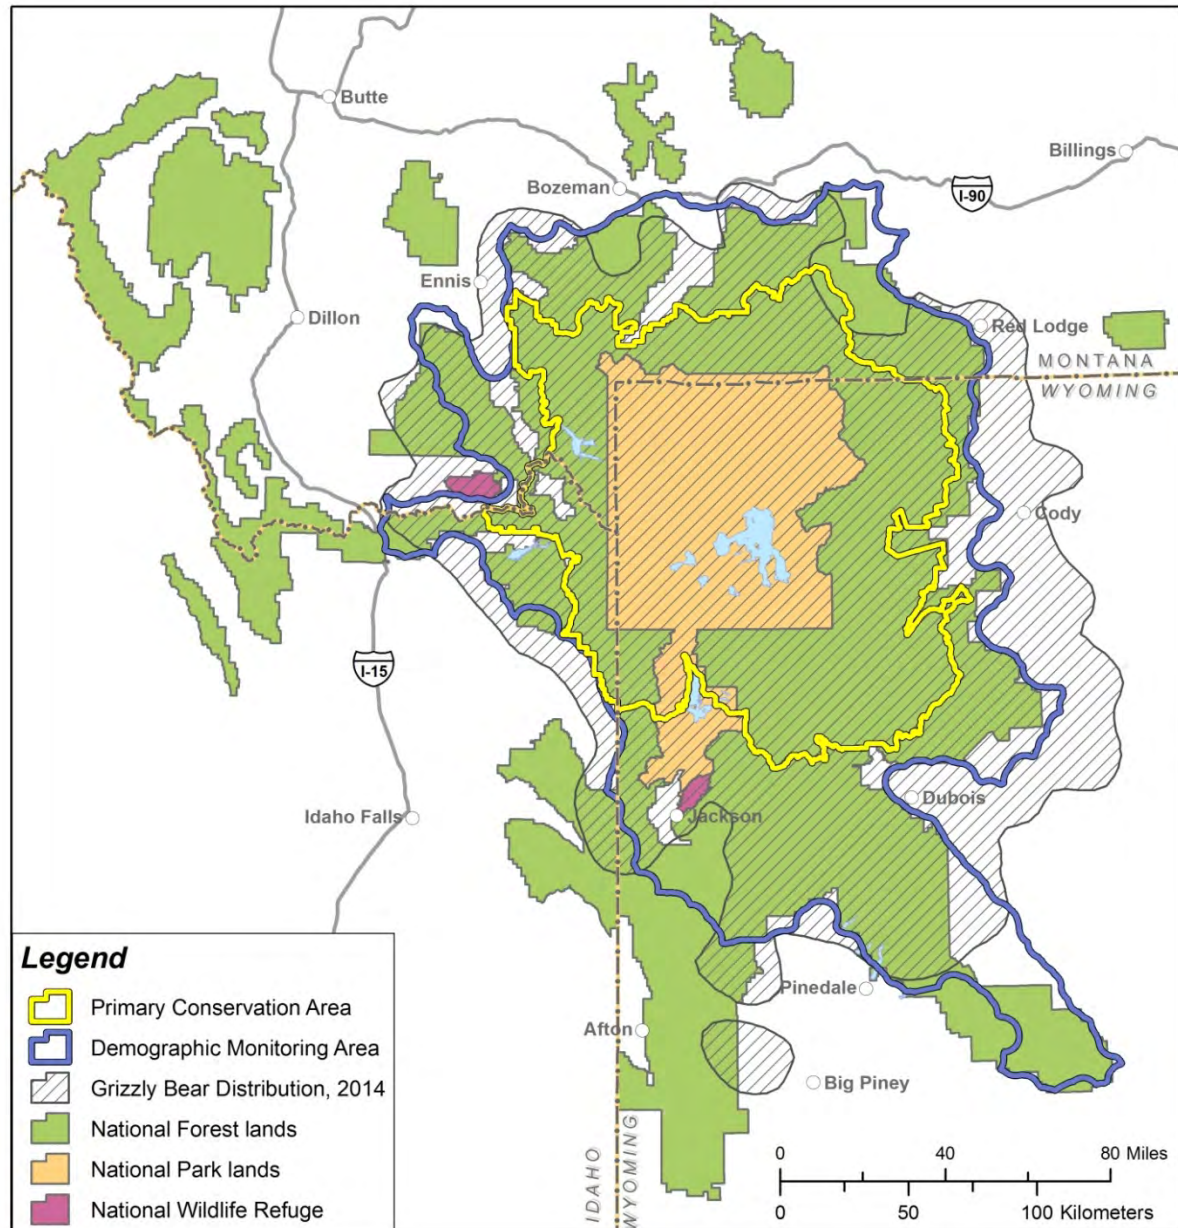 Butte
Billings
Bozeman
I-90
Ennis
Dillon
Red Lodge
MONTANA
WYOMING
Cody
I-15
Idaho Falls
Dubois
Jackson
Pinedale
Afton
Big Piney
IDAHO
WYOMING
Legend
Primary Conservation Area
Demographic Monitoring Area
Grizzly Bear Distribution, 2014
National Forest lands
National Park lands
National Wildlife Refuge
0 40 80 Miles
0 50 100 Kilometers